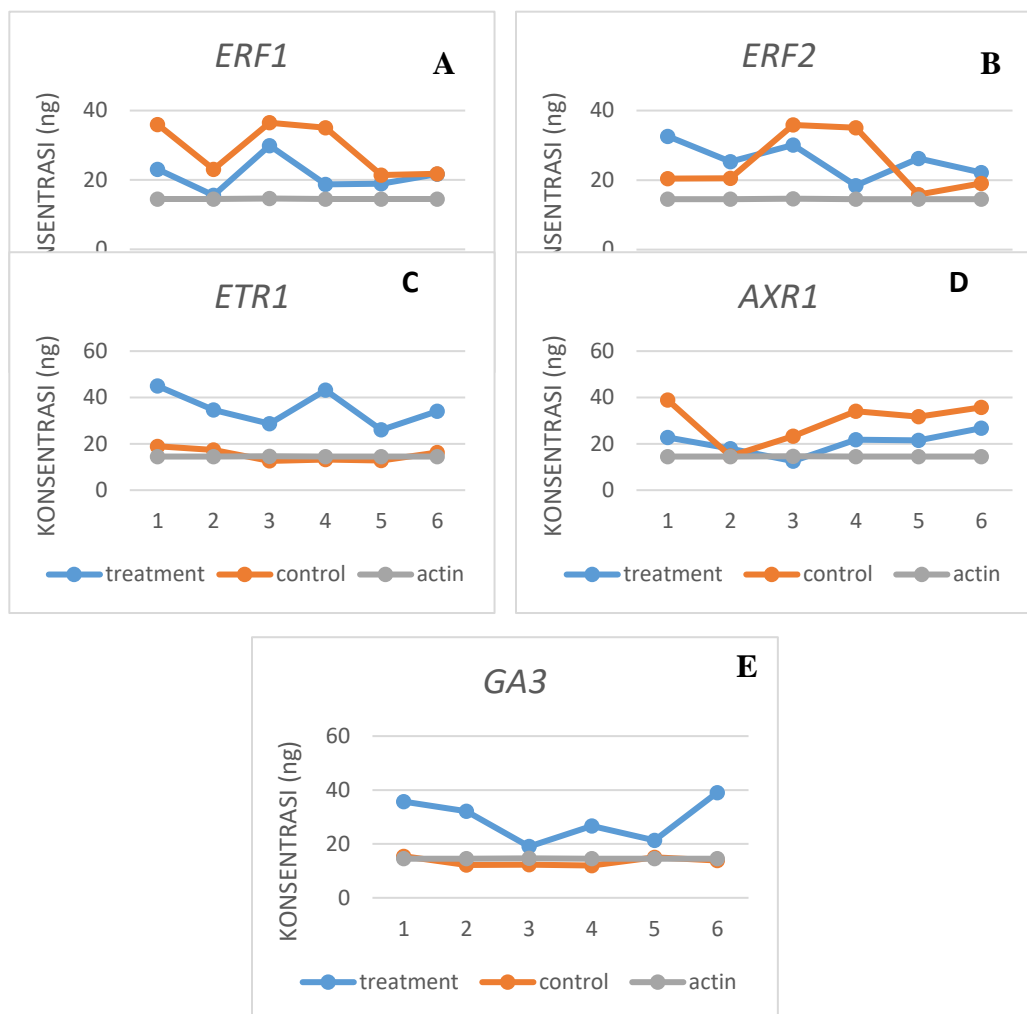 ERF1
A
NSENTRASI (ng)
40
20
0
ERF2
B
NSENTRASI (ng)
40
20
0
ETR1
C
KONSENTRASI (ng)
60
40
20
0
1 2 3 4 5 6
treatment control actin
AXR1
D
KONSENTRASI (ng)
60
40
20
0
1 2 3 4 5 6
treatment control actin
GA3
E
KONSENTRASI (ng)
60
40
20
0
1 2 3 4 5 6
treatment control actin